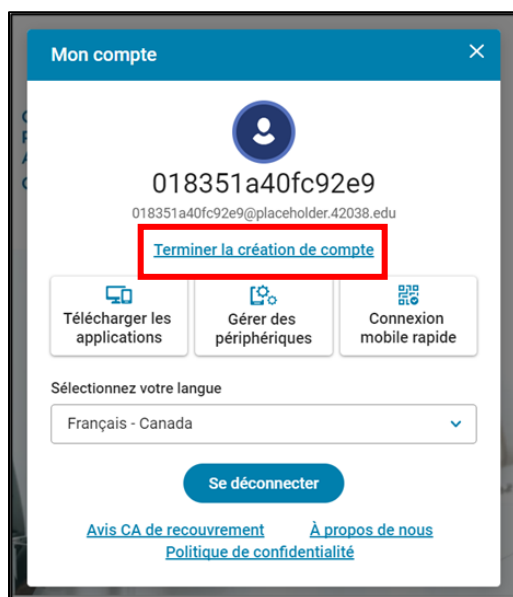 Mon compte
018351a40fc92e9
018351a40fc92e9@placeholder.42038.edu
Terminer la création de compte
Télécharger les
applications
Gérer des
périphériques
Connexion
mobile rapide
Sélectionnez votre langue
Français - Canada
Se déconnecter
Avis CA de recouvrement À propos de nous
Politique de confidentialité